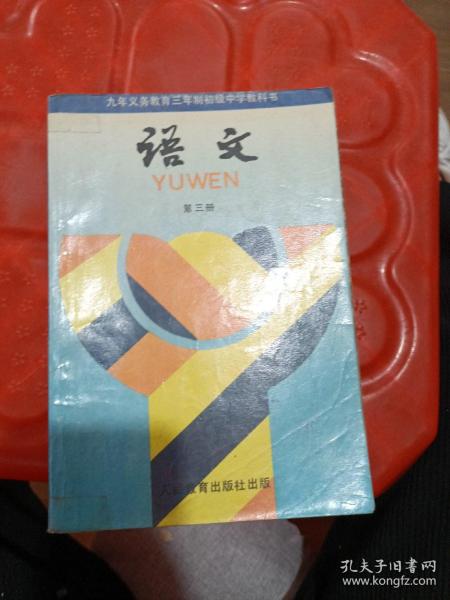 九年义务教育三年制初级中学教科书
语文
YUWEN
第三册
人民教育出版社出版
孔夫子旧书网
www.kongfz.com